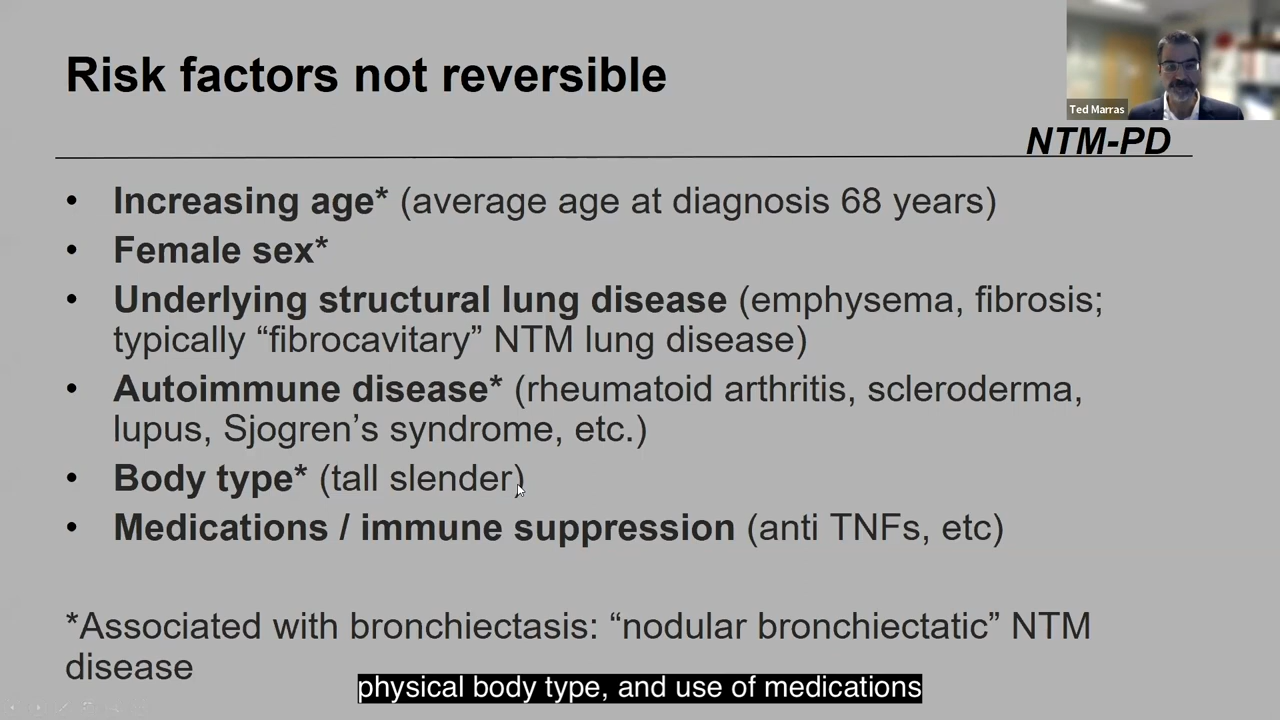 Risk factors not reversible
Ted Marras
NTM-PD
• Increasing age* (average age at diagnosis 68 years)
• Female sex*
• Underlying structural lung disease (emphysema, fibrosis;
typically “fibrocavitary” NTM lung disease)
• Autoimmune disease* (rheumatoid arthritis, scleroderma,
lupus, Sjogren’s syndrome, etc.)
• Body type* (tall slender)
• Medications / immune suppression (anti TNFs, etc)
*Associated with bronchiectasis: “nodular bronchiectatic” NTM
disease
physical body type, and use of medications